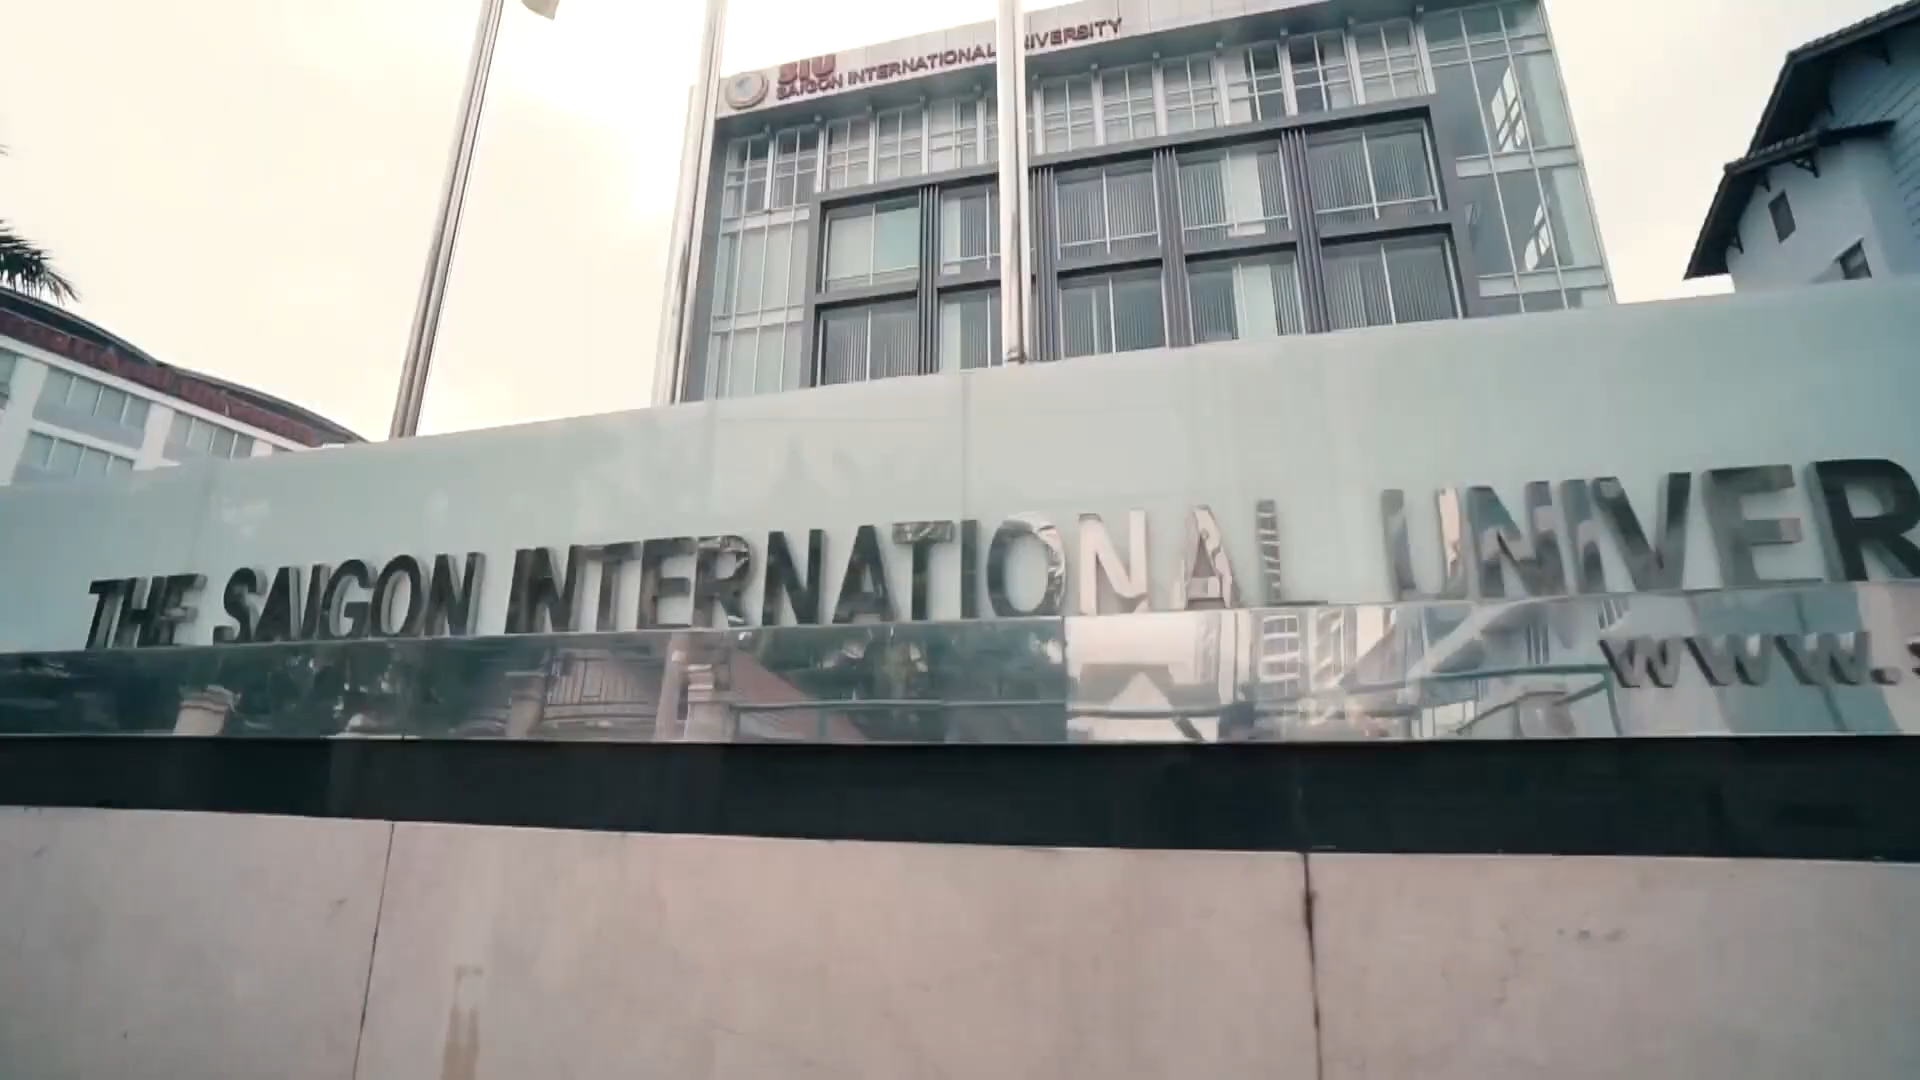 SIU
SAIGON INTERNATIONAL UNIVERSITY
THE SAIGON INTERNATIONAL UNIVER
www.s